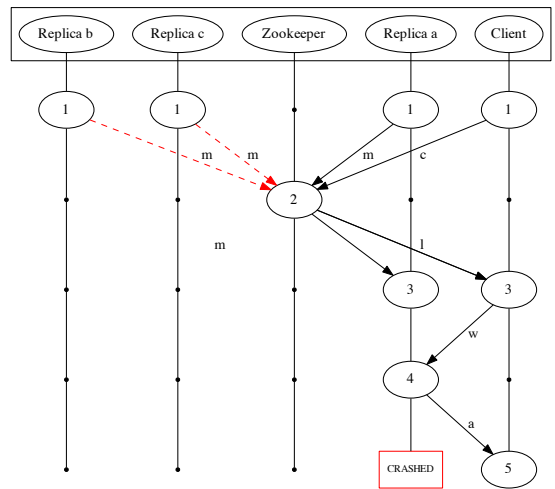 Replica b Replica c Zookeeper Replica a Client
1 1 1 1
m m m c
2
m l
3 3
w
4
a
CRASHED 5